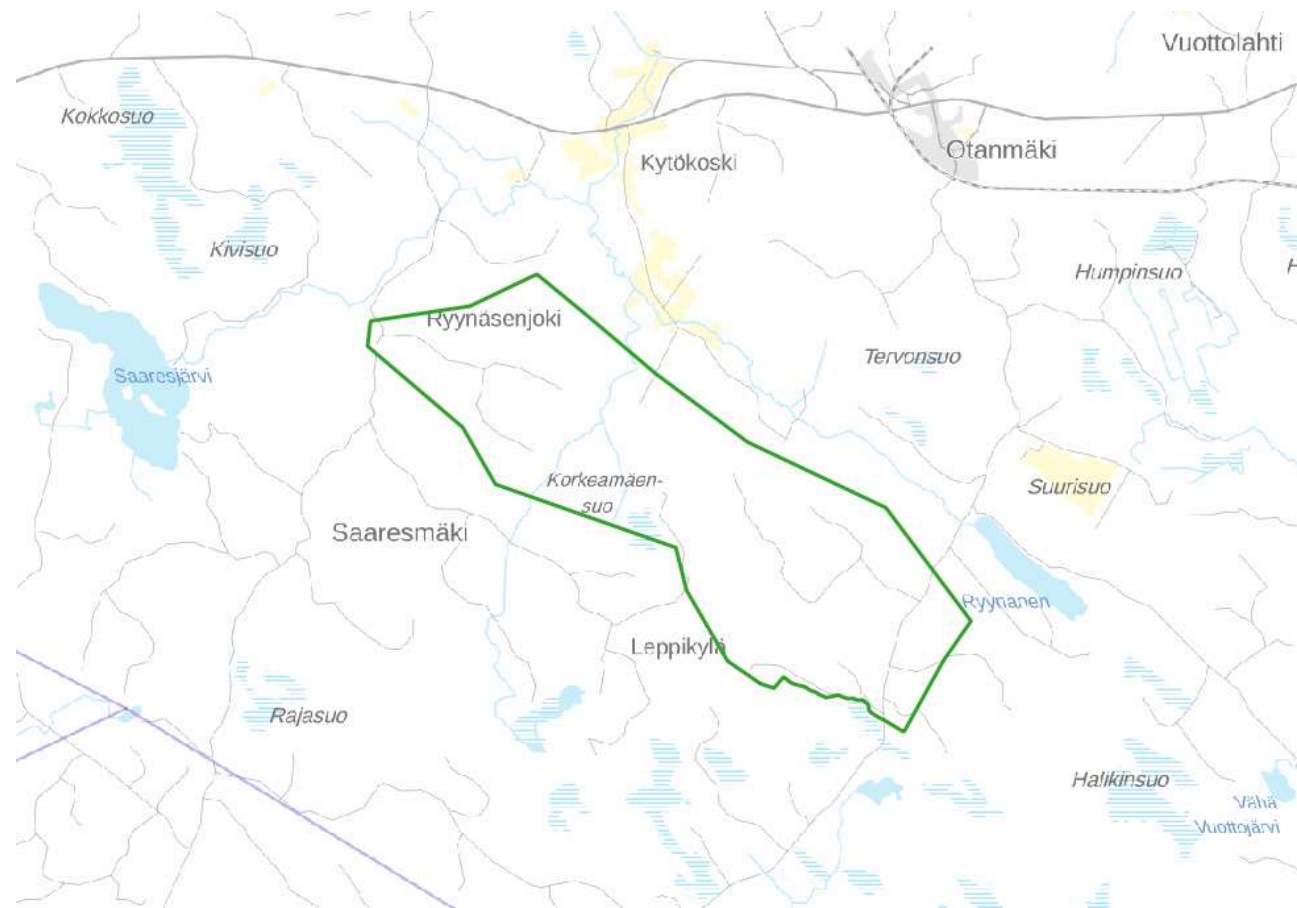 Vuottolahti
Kokkosuo
Otanmäki
Kytökoski
Kivisuo
Humpinsuo
H
Ryynäsenjoki
Tervonsuo
Saaresjärvi
Korkeamäen-
suo
Suurisuo
Saaresmäki
Ryynänen
Leppikylä
Rajasuo
Halikinsuo
Vähä
Vuottojärvi